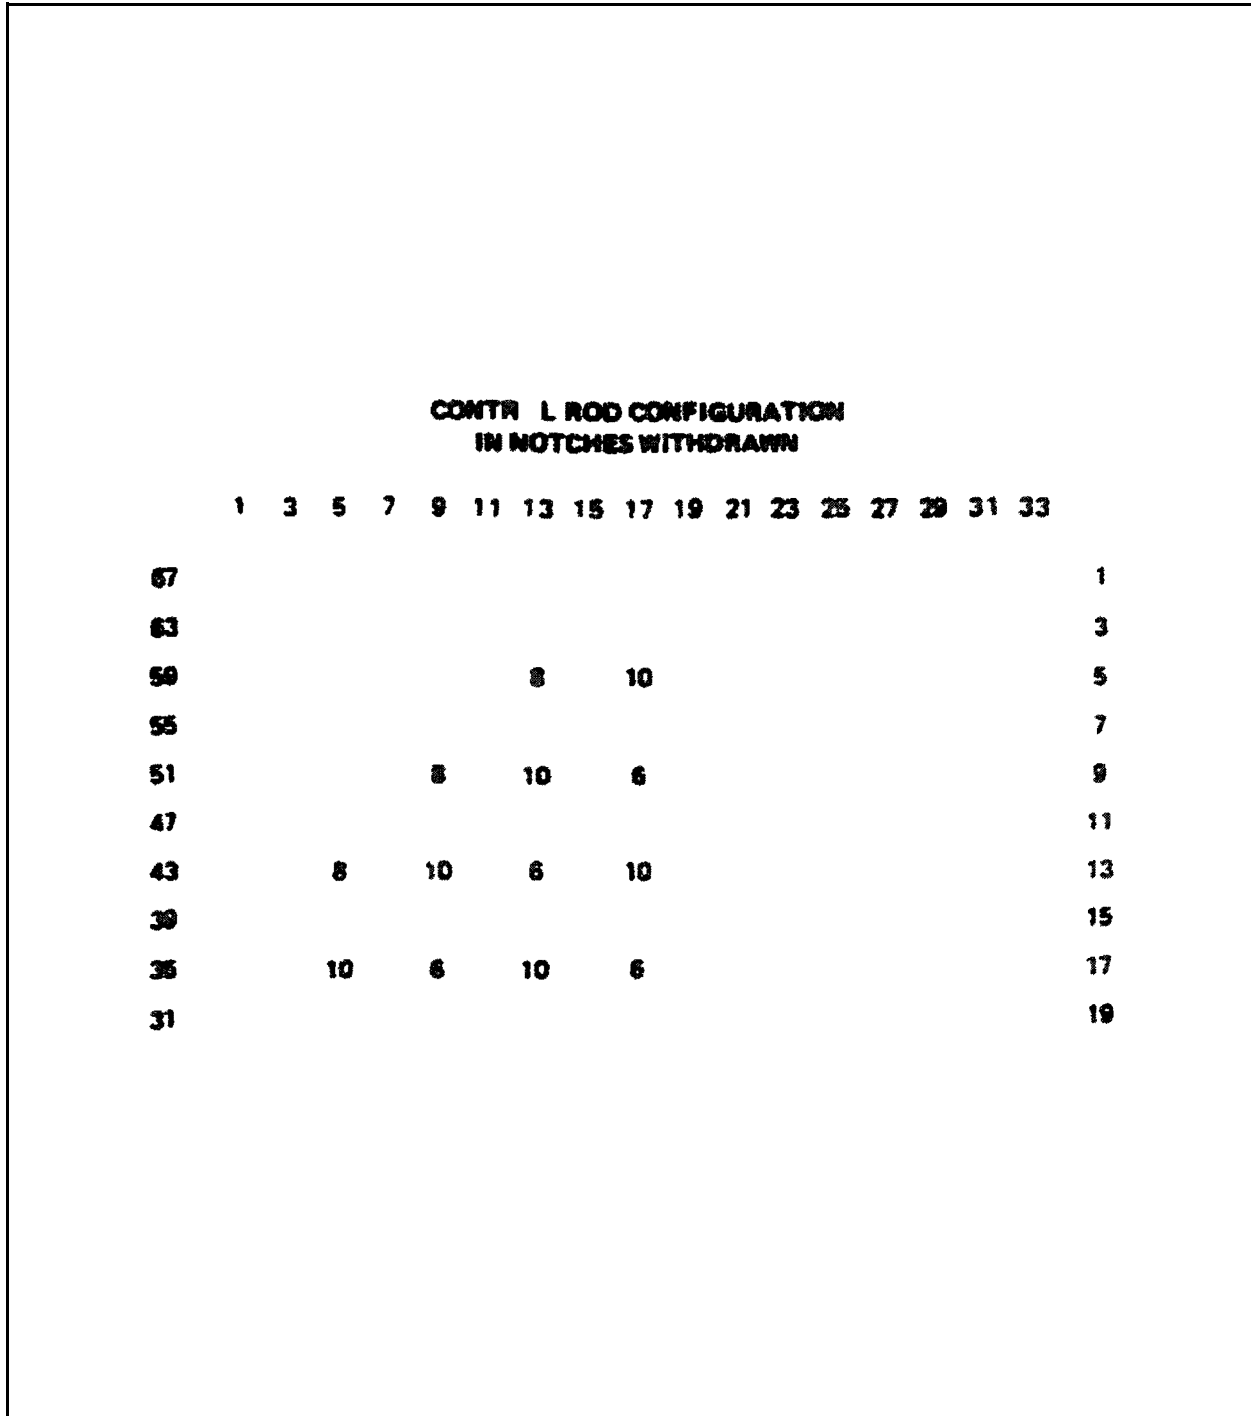 CONTR L ROD CONFIGURATION
IN NOTCHES WITHDRAWN
1 3 5 7 9 11 13 15 17 19 21 23 25 27 29 31 33
67 1
63 3
59 8 10 5
55 7
51 8 10 6 9
47 11
43 8 10 6 10 13
39 15
35 10 6 10 6 17
31 19